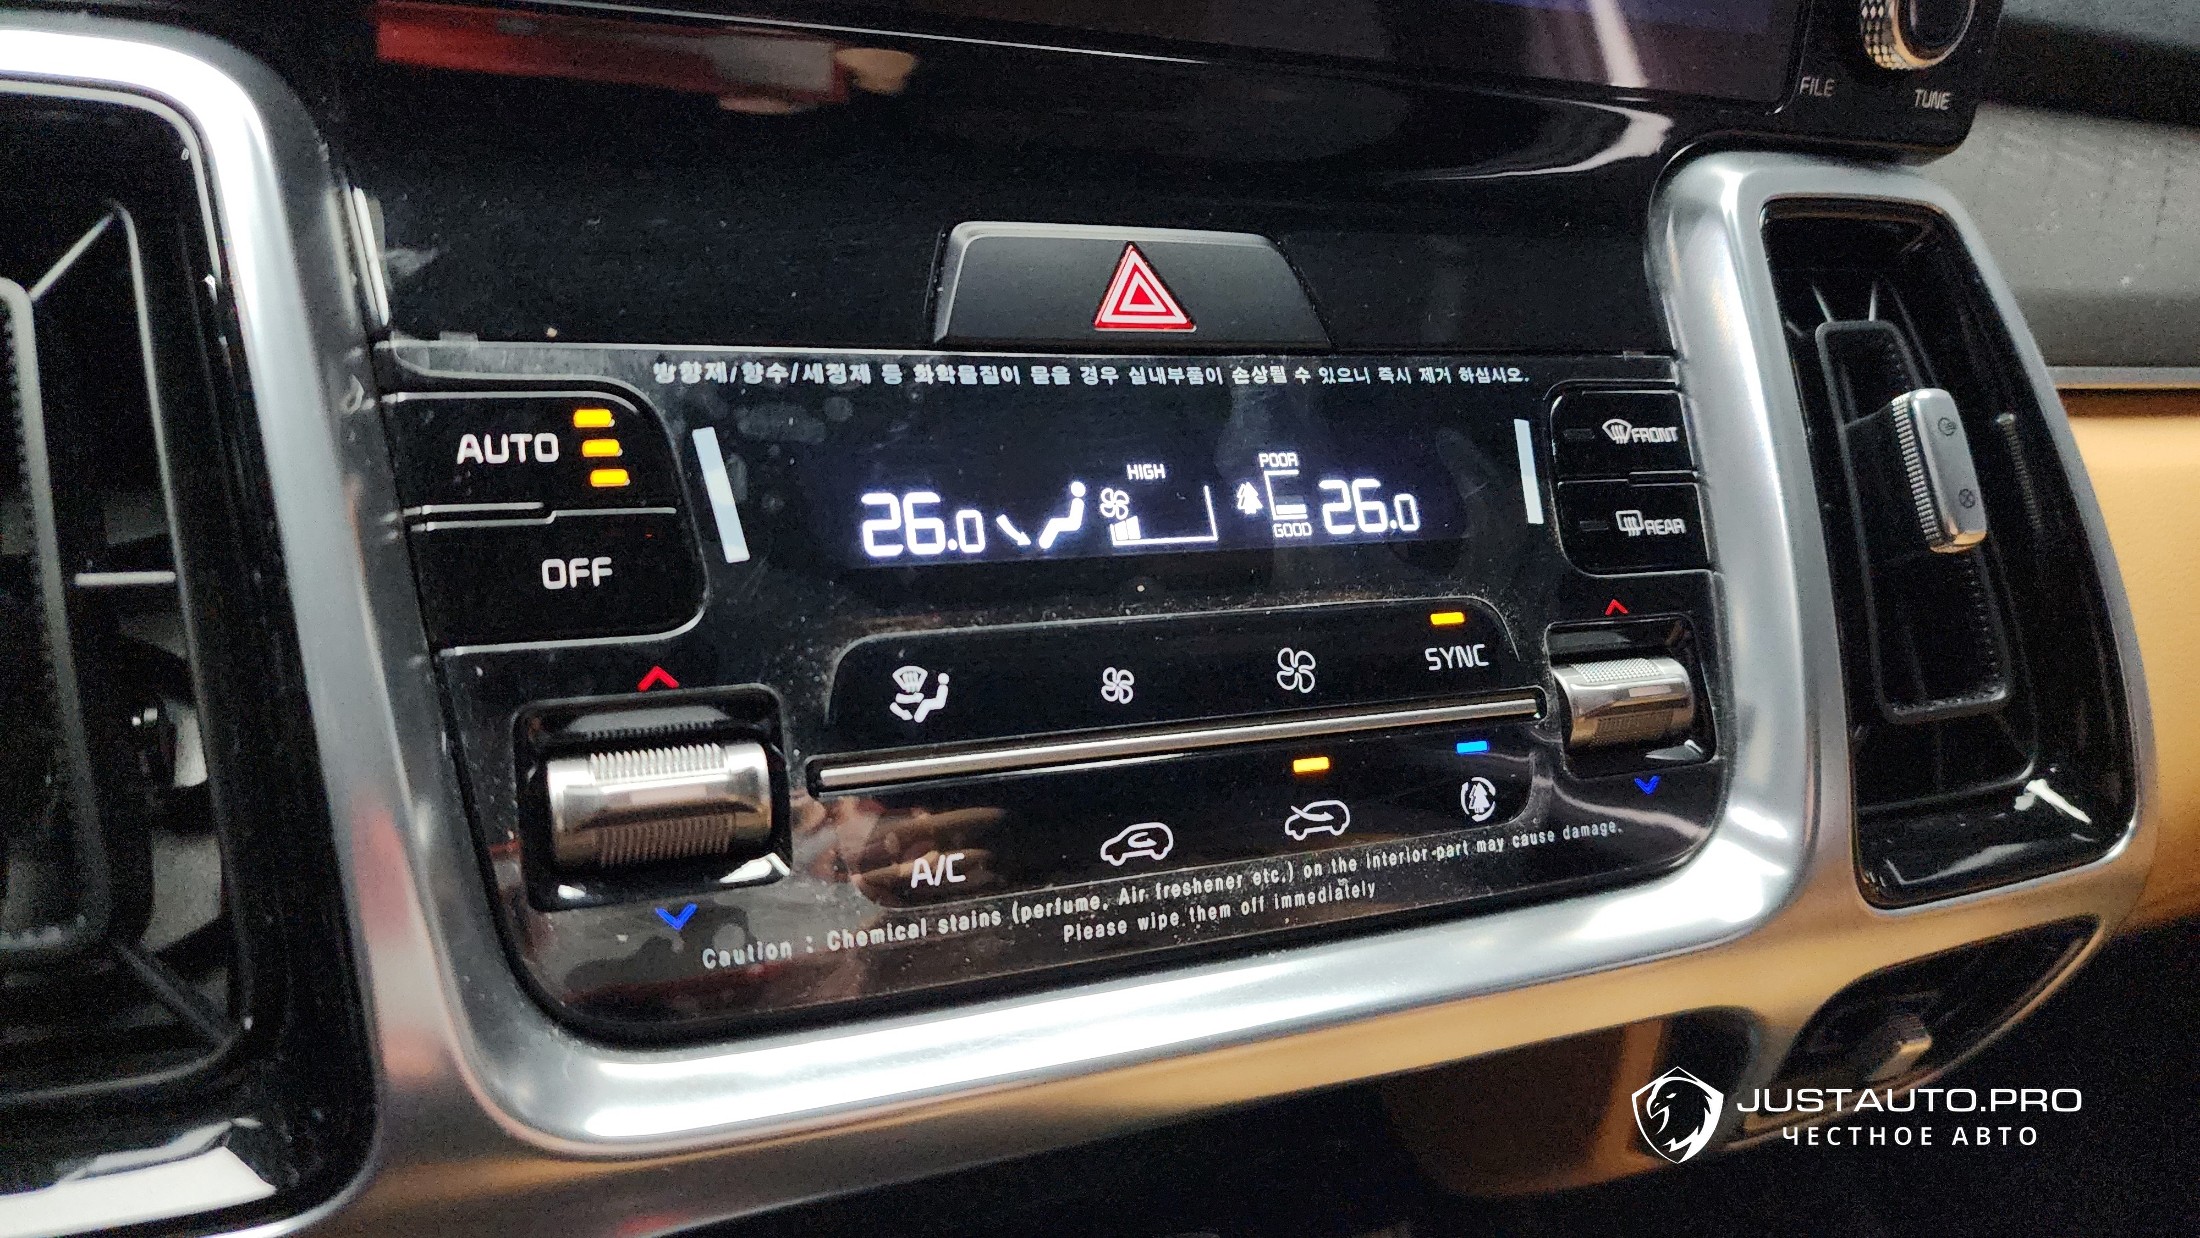 FILE
TUNE
방향제/향수/세정제 등 화학물질이 묻을 경우 실내부품이 손상될 수 있으니 즉시 제거 하십시오.
AUTO
OFF
26.0
HIGH
POOR
GOOD
26.0
FRONT
REAR
SYNC
A/C
Caution : Chemical stains (perfume, Air freshener etc.) on the interior part may cause damage.
Please wipe them off immediately
JUSTAUTO.PRO
ЧЕСТНОЕ АВТО